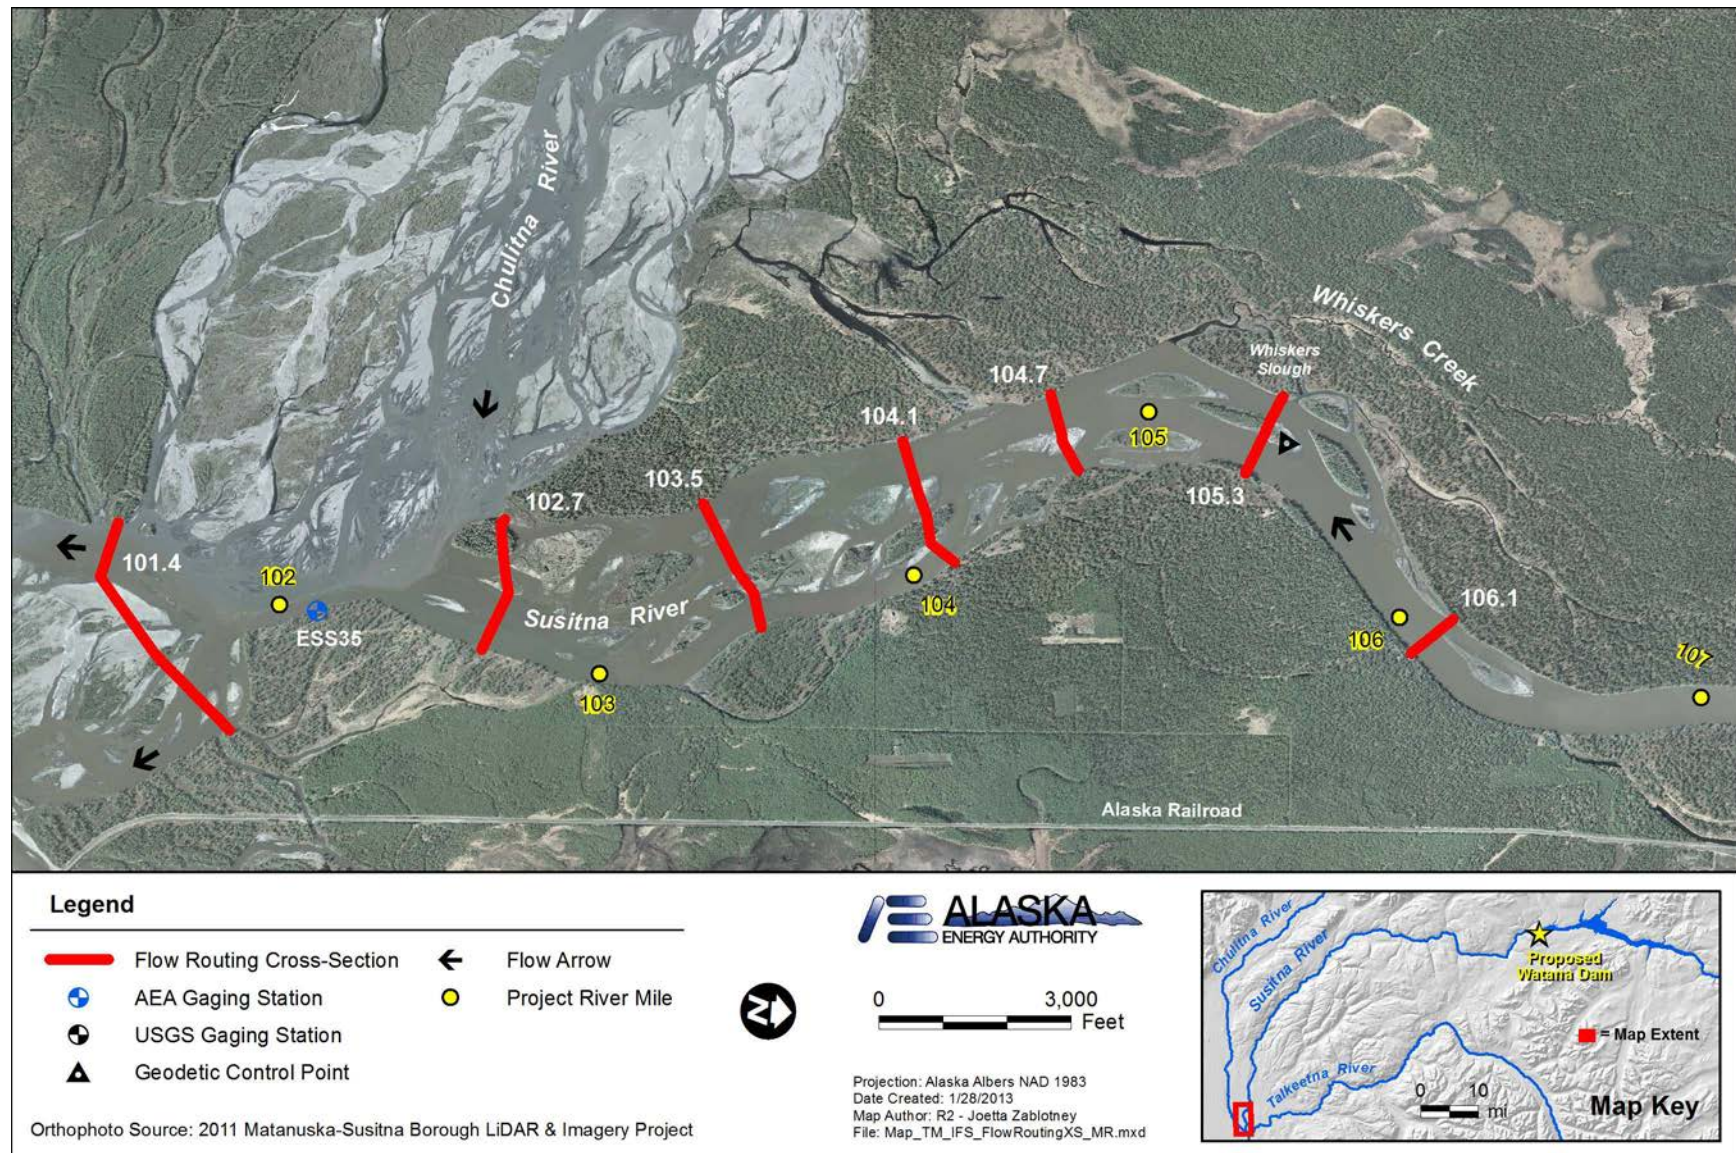 Chulitna River
Whiskers Creek
Whiskers
Slough
104.7
104.1
105
103.5
102.7
105.3
101.4
102
ESS35
Susitna River
104
106
106.1
107
103
Alaska Railroad
Legend
Flow Routing Cross-Section
AEA Gaging Station
USGS Gaging Station
Geodetic Control Point
Flow Arrow
Project River Mile
Orthophoto Source: 2011 Matanuska-Susitna Borough LiDAR & Imagery Project
ALASKA
ENERGY AUTHORITY
N
0 3,000
Feet
Projection: Alaska Albers NAD 1983
Date Created: 1/28/2013
Map Author: R2 - Joetta Zablotney
File: Map_TM_IFS_FlowRoutingXS_MR.mxd
Chulitna River
Susitna River
Proposed
Watana Dam
= Map Extent
Talkeetna River
0 10
mi
Map Key